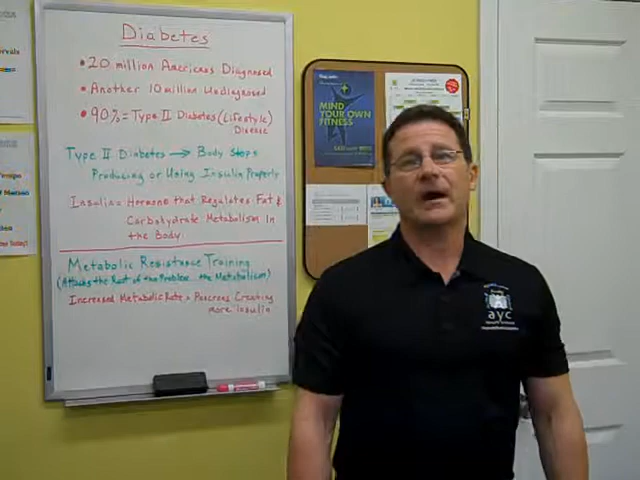 Diabetes
• 20 million Americans Diagnosed
• Another 10 million Undiagnosed
• 90% = Type II Diabetes (Lifestyle
Disease)
Type II Diabetes → Body Stops
Producing or Using Insulin Properly
Insulin = Hormone that Regulates Fat &
Carbohydrate Metabolism In
the Body
Metabolic Resistance Training
(Attacks the Root of the Problem... the Metabolism)
Increased Metabolic Rate = Pancreas Creating
more Insulin
MIND
YOUR OWN
FITNESS
ayc